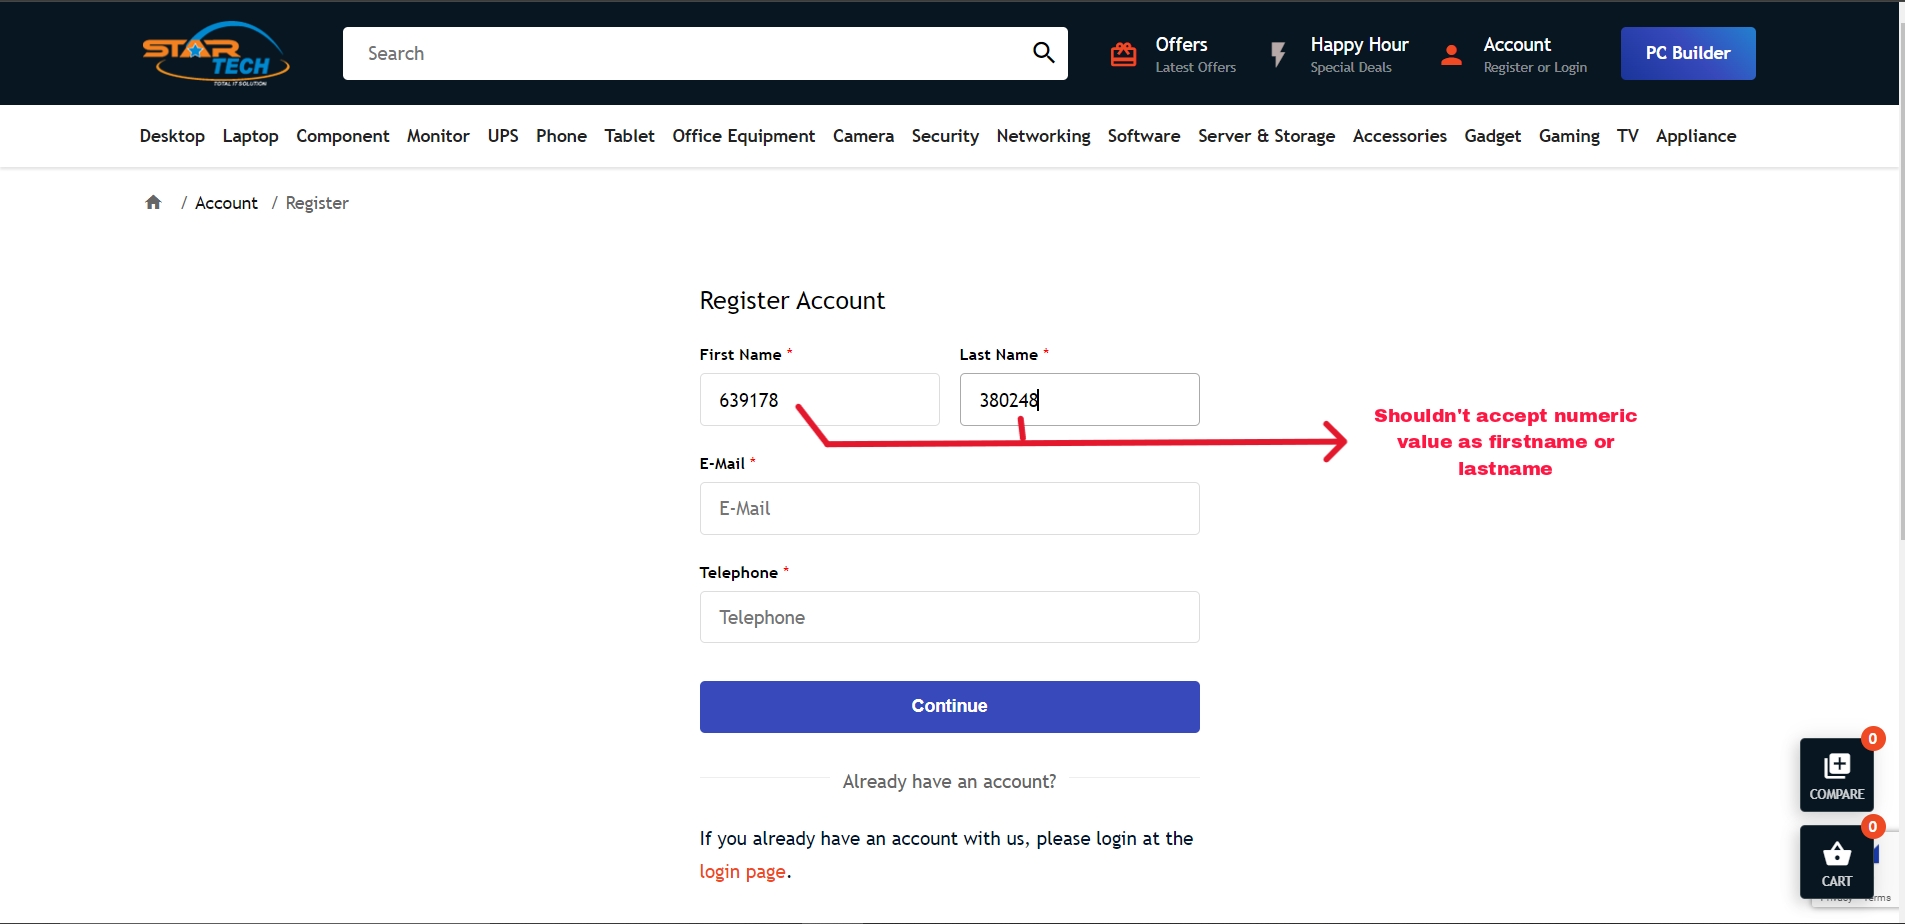 STAR
TECH
TOTAL IT SOLUTION
Search
Offers
Latest Offers
Happy Hour
Special Deals
Account
Register or Login
PC Builder
Desktop Laptop Component Monitor UPS Phone Tablet Office Equipment Camera Security Networking Software Server & Storage Accessories Gadget Gaming TV Appliance
/ Account / Register
Register Account
First Name *
Last Name *
639178
380248
Shouldn't accept numeric
value as firstname or
lastname
E-Mail *
E-Mail
Telephone *
Telephone
Continue
Already have an account?
If you already have an account with us, please login at the
login page.
0
COMPARE
0
CART